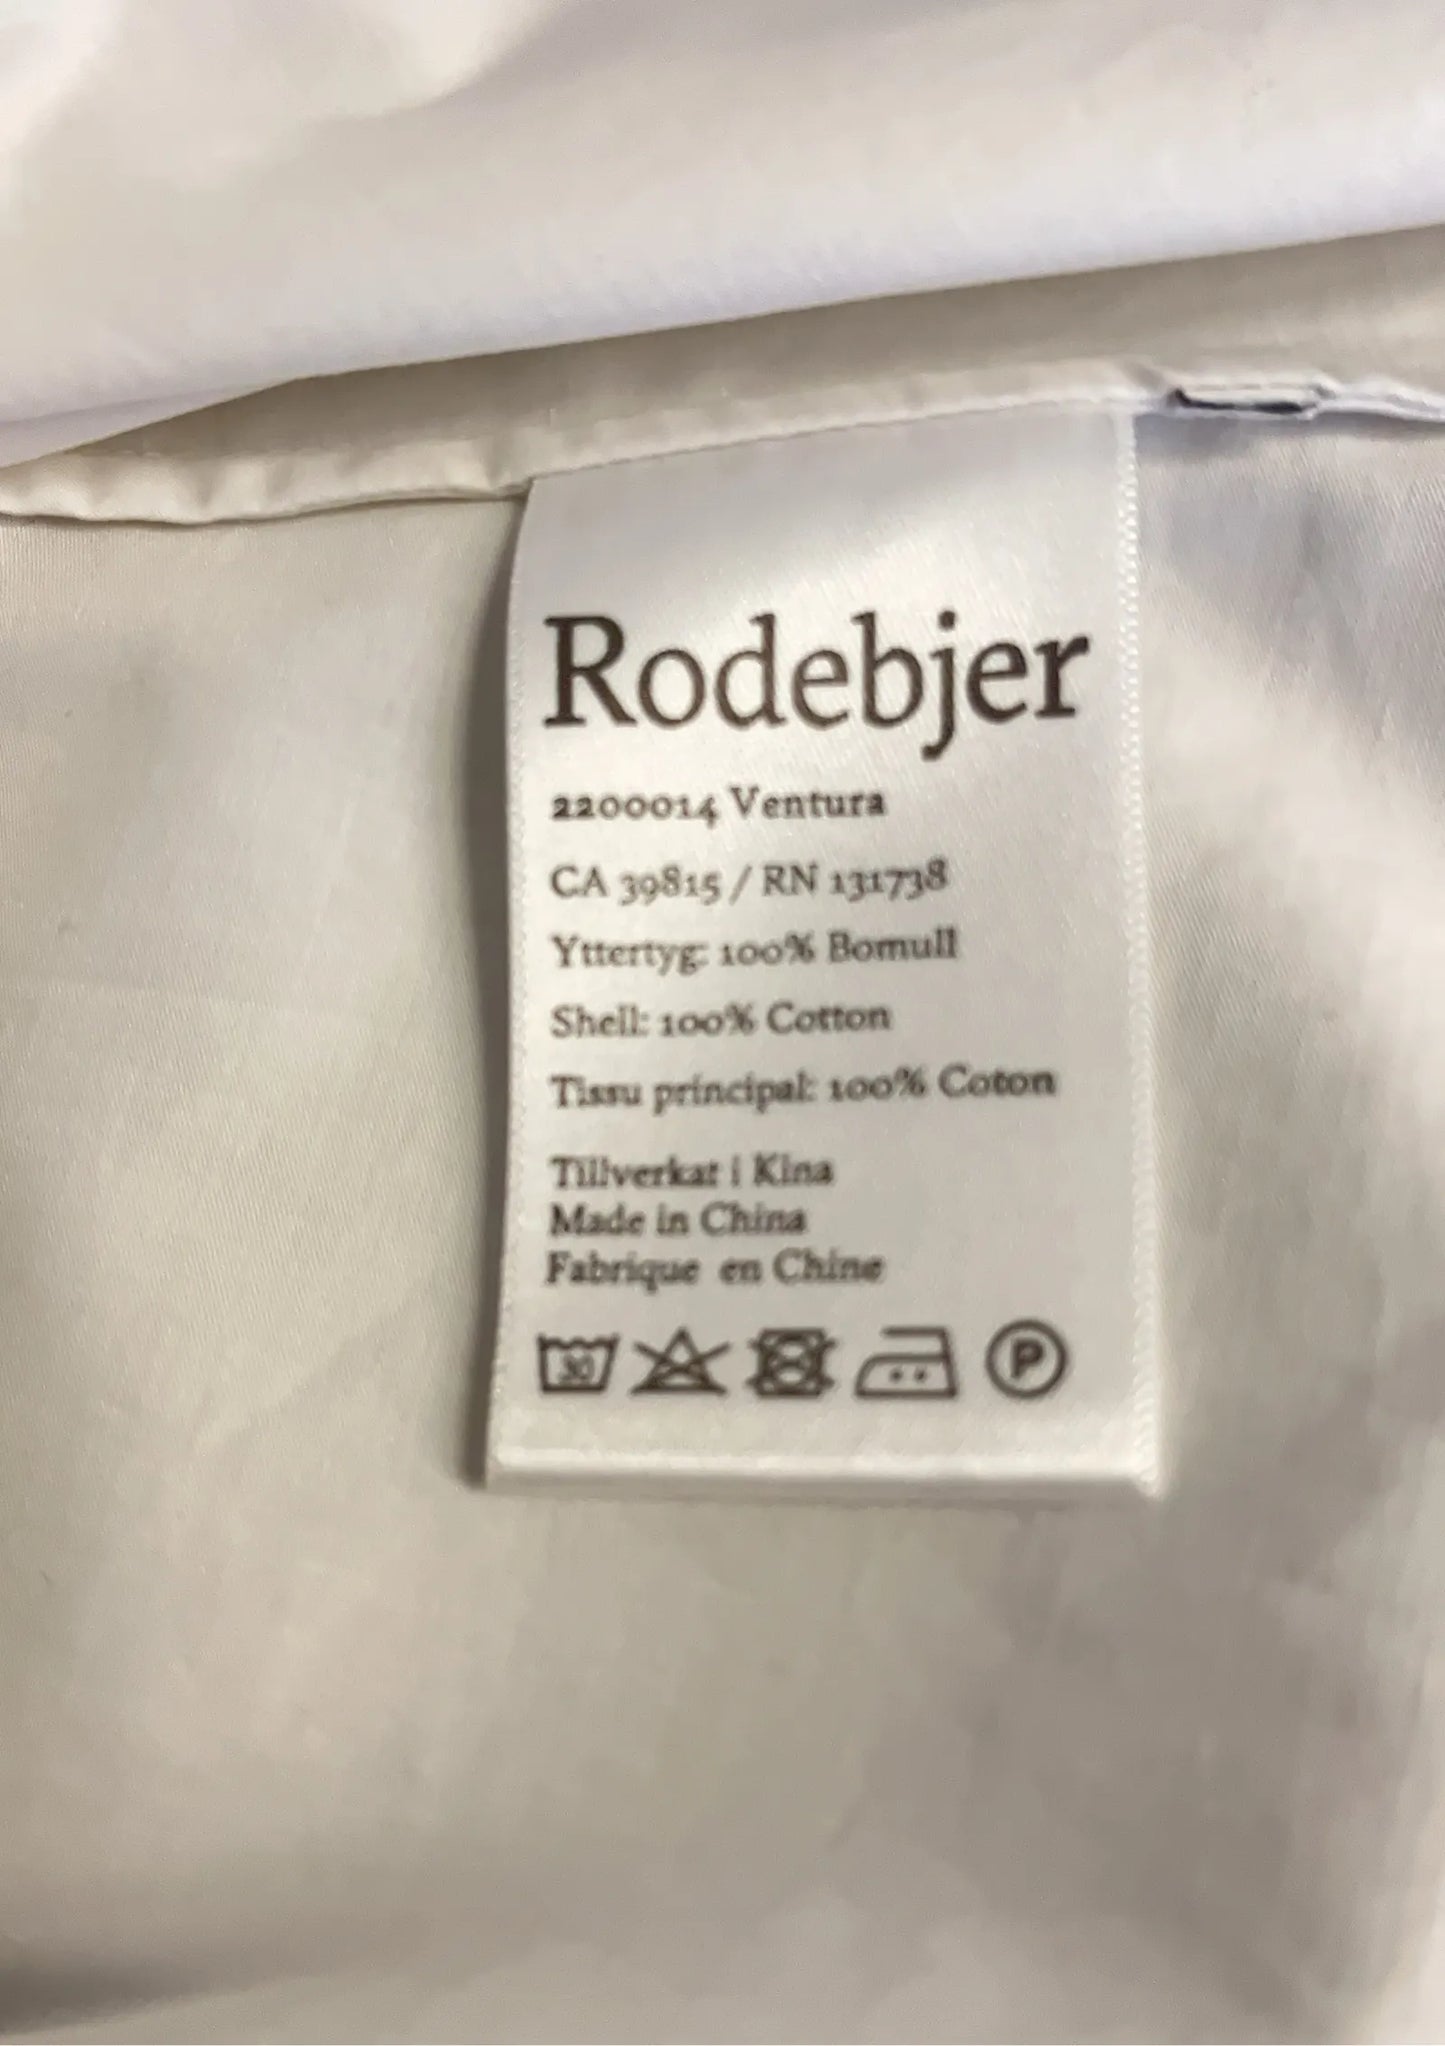 Rodebjer
2200014 Ventura
CA 39815 / RN 131738
Yttertyg: 100% Bomull
Shell: 100% Cotton
Tissu principal: 100% Coton
Tillverkat i Kina
Made in China
Fabrique en Chine
30 P